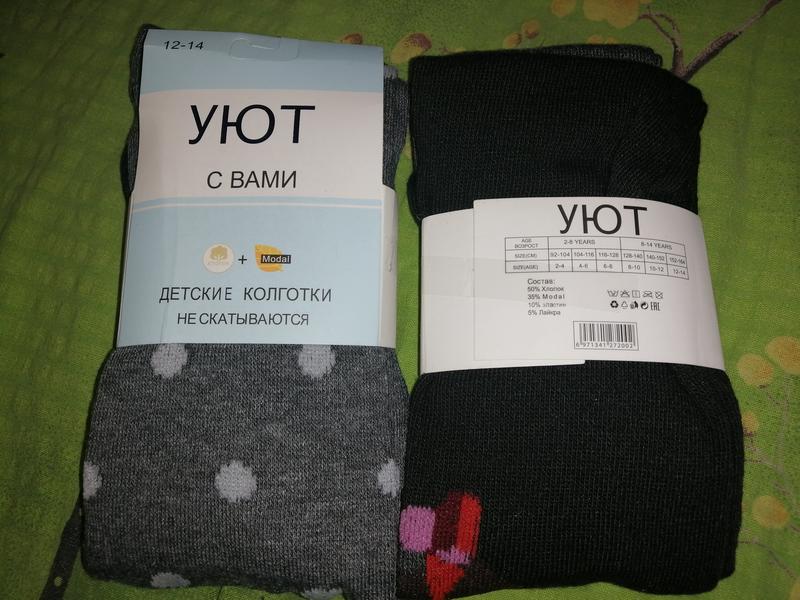 12-14
УЮТ
С ВАМИ
+ Modal
ДЕТСКИЕ КОЛГОТКИ
НЕ СКАТЫВАЮТСЯ
УЮТ
AGE ВОЗРОСТ 2-8 YEARS 8-14 YEARS
SIZE(CM) 92-104 104-116 116-128 128-140 140-152 152-164
SIZE(AGE) 2-4 4-6 6-8 8-10 10-12 12-14
Состав:
50% Хлопок
35% Modal
10% эластин
5% Лайкра
EAC
6 971341 272002